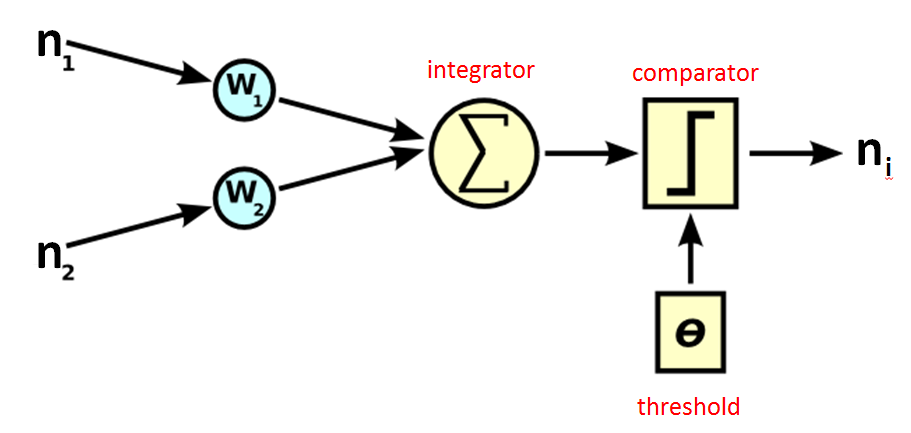 n1
W1
integrator
comparator
∑
ni
W2
n2
ɵ
threshold